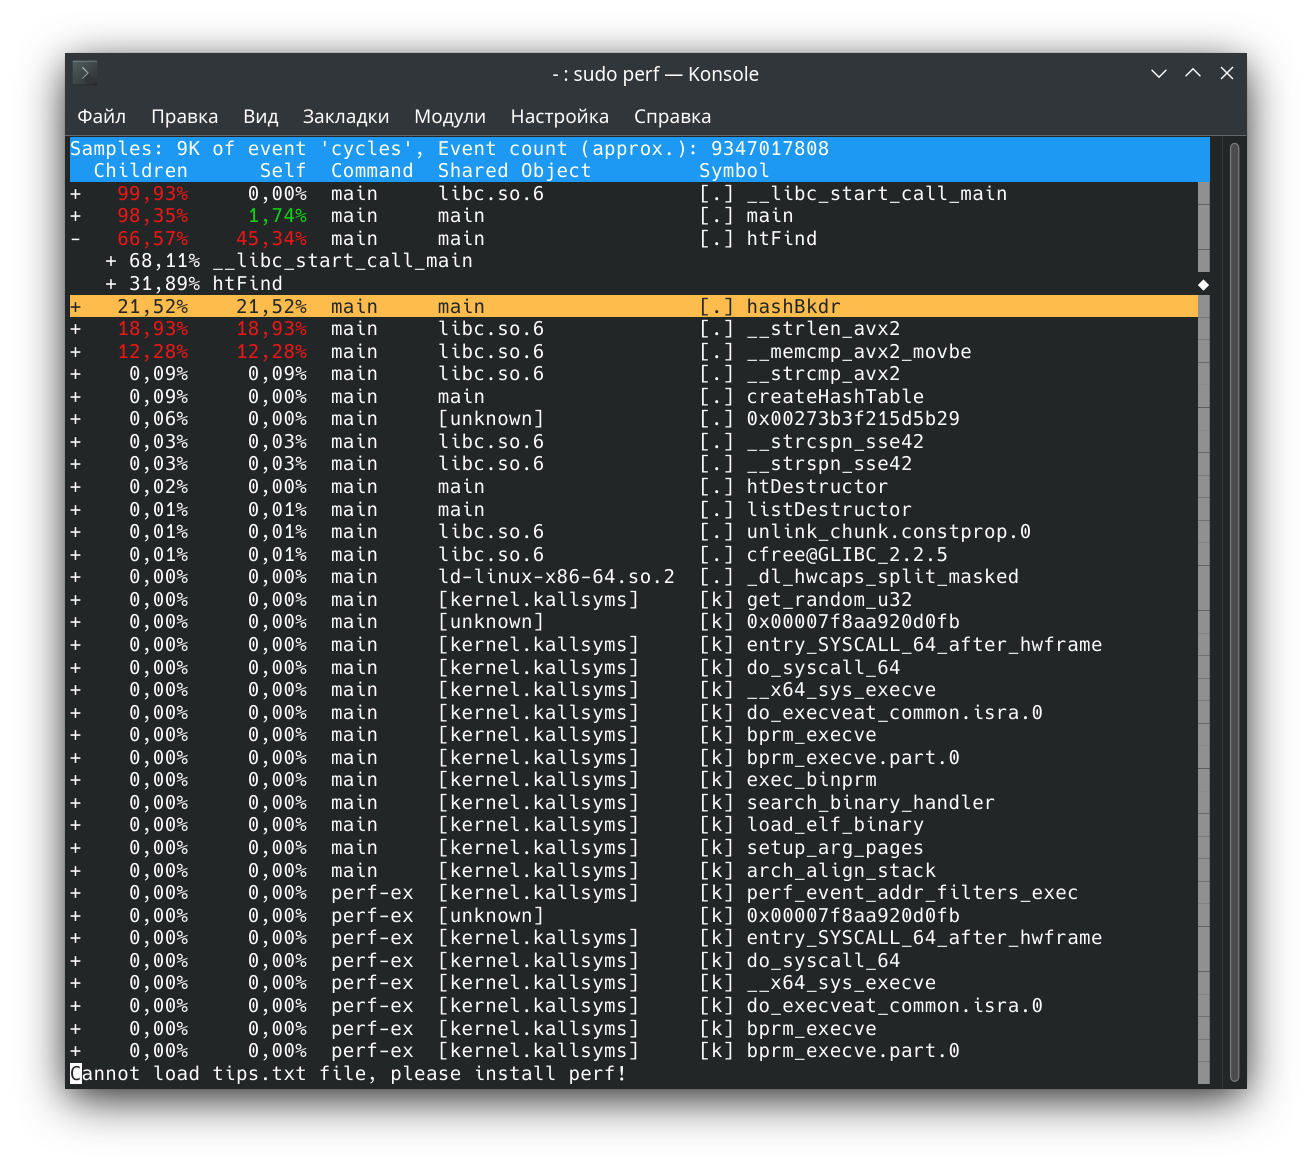 - : sudo perf — Konsole
Файл Правка Вид Закладки Модули Настройка Справка
Samples: 9K of event 'cycles', Event count (approx.): 9347017808
Children Self Command Shared Object Symbol
+ 99,93% 0,00% main libc.so.6 [.] __libc_start_call_main
+ 98,35% 1,74% main main [.] main
- 66,57% 45,34% main main [.] htFind
+ 68,11% __libc_start_call_main
+ 31,89% htFind
+ 21,52% 21,52% main main [.] hashBkdr
+ 18,93% 18,93% main libc.so.6 [.] __strlen_avx2
+ 12,28% 12,28% main libc.so.6 [.] __memcmp_avx2_movbe
+ 0,09% 0,09% main libc.so.6 [.] __strcmp_avx2
+ 0,09% 0,00% main main [.] createHashTable
+ 0,06% 0,00% main [unknown] [.] 0x00273b3f215d5b29
+ 0,03% 0,03% main libc.so.6 [.] __strcspn_sse42
+ 0,03% 0,03% main libc.so.6 [.] __strspn_sse42
+ 0,02% 0,00% main main [.] htDestructor
+ 0,01% 0,01% main main [.] listDestructor
+ 0,01% 0,01% main libc.so.6 [.] unlink_chunk.constprop.0
+ 0,01% 0,01% main libc.so.6 [.] cfree@GLIBC_2.2.5
+ 0,00% 0,00% main ld-linux-x86-64.so.2 [.] _dl_hwcaps_split_masked
+ 0,00% 0,00% main [kernel.kallsyms] [k] get_random_u32
+ 0,00% 0,00% main [unknown] [k] 0x00007f8aa920d0fb
+ 0,00% 0,00% main [kernel.kallsyms] [k] entry_SYSCALL_64_after_hwframe
+ 0,00% 0,00% main [kernel.kallsyms] [k] do_syscall_64
+ 0,00% 0,00% main [kernel.kallsyms] [k] __x64_sys_execve
+ 0,00% 0,00% main [kernel.kallsyms] [k] do_execveat_common.isra.0
+ 0,00% 0,00% main [kernel.kallsyms] [k] bprm_execve
+ 0,00% 0,00% main [kernel.kallsyms] [k] bprm_execve.part.0
+ 0,00% 0,00% main [kernel.kallsyms] [k] exec_binprm
+ 0,00% 0,00% main [kernel.kallsyms] [k] search_binary_handler
+ 0,00% 0,00% main [kernel.kallsyms] [k] load_elf_binary
+ 0,00% 0,00% main [kernel.kallsyms] [k] setup_arg_pages
+ 0,00% 0,00% main [kernel.kallsyms] [k] arch_align_stack
+ 0,00% 0,00% perf-ex [kernel.kallsyms] [k] perf_event_addr_filters_exec
+ 0,00% 0,00% perf-ex [unknown] [k] 0x00007f8aa920d0fb
+ 0,00% 0,00% perf-ex [kernel.kallsyms] [k] entry_SYSCALL_64_after_hwframe
+ 0,00% 0,00% perf-ex [kernel.kallsyms] [k] do_syscall_64
+ 0,00% 0,00% perf-ex [kernel.kallsyms] [k] __x64_sys_execve
+ 0,00% 0,00% perf-ex [kernel.kallsyms] [k] do_execveat_common.isra.0
+ 0,00% 0,00% perf-ex [kernel.kallsyms] [k] bprm_execve
+ 0,00% 0,00% perf-ex [kernel.kallsyms] [k] bprm_execve.part.0
Cannot load tips.txt file, please install perf!